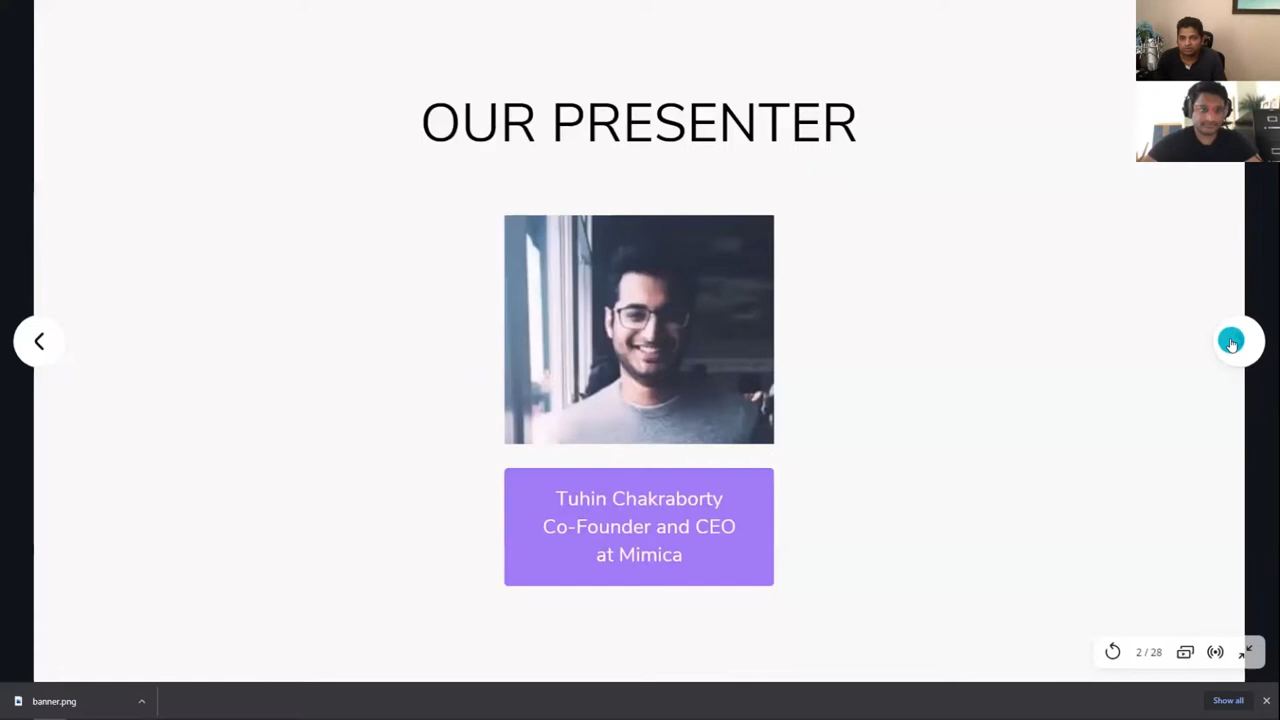 OUR PRESENTER
Tuhin Chakraborty
Co-Founder and CEO
at Mimica
2 / 28
banner.png
Show all